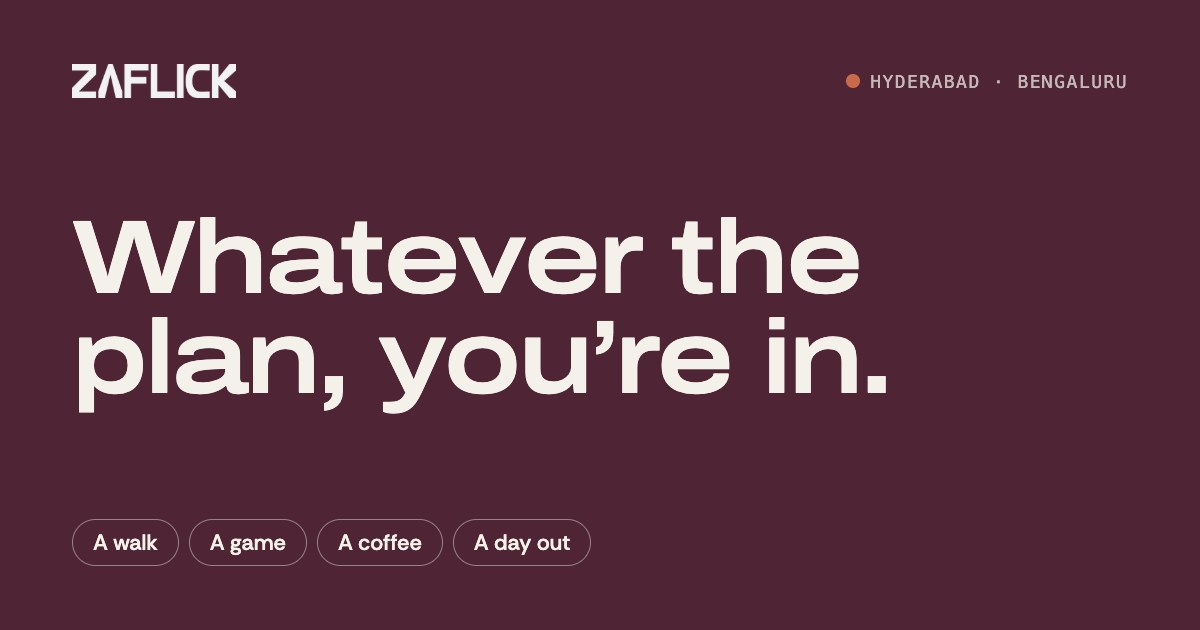 ZAFLICK
HYDERABAD · BENGALURU
Whatever the
plan, you’re in.
A walk
A game
A coffee
A day out